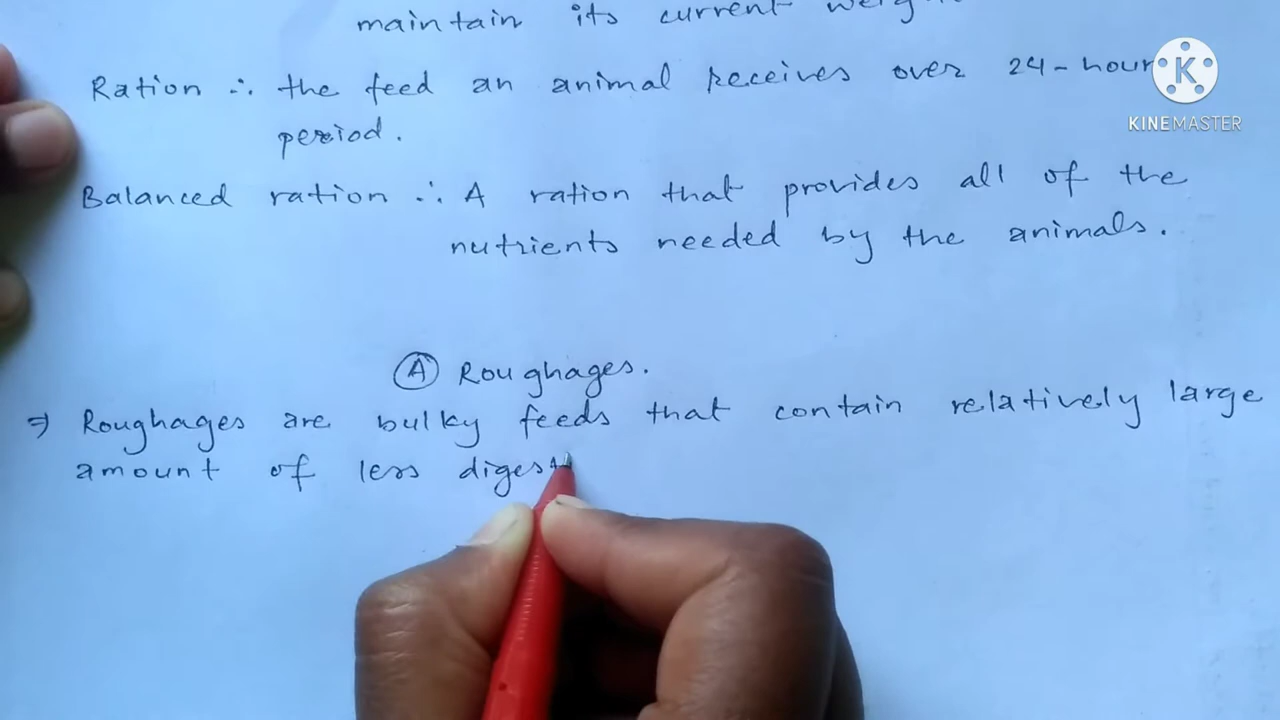 maintain its current
Ration ∴ the feed an animal receives over 24-hour
period.
K
KINEMASTER
Balanced ration ∴ A ration that provides all of the
nutrients needed by the animals.
Ⓐ Roughages.
⇒ Roughages are bulky feeds that contain relatively large
amount of less digest